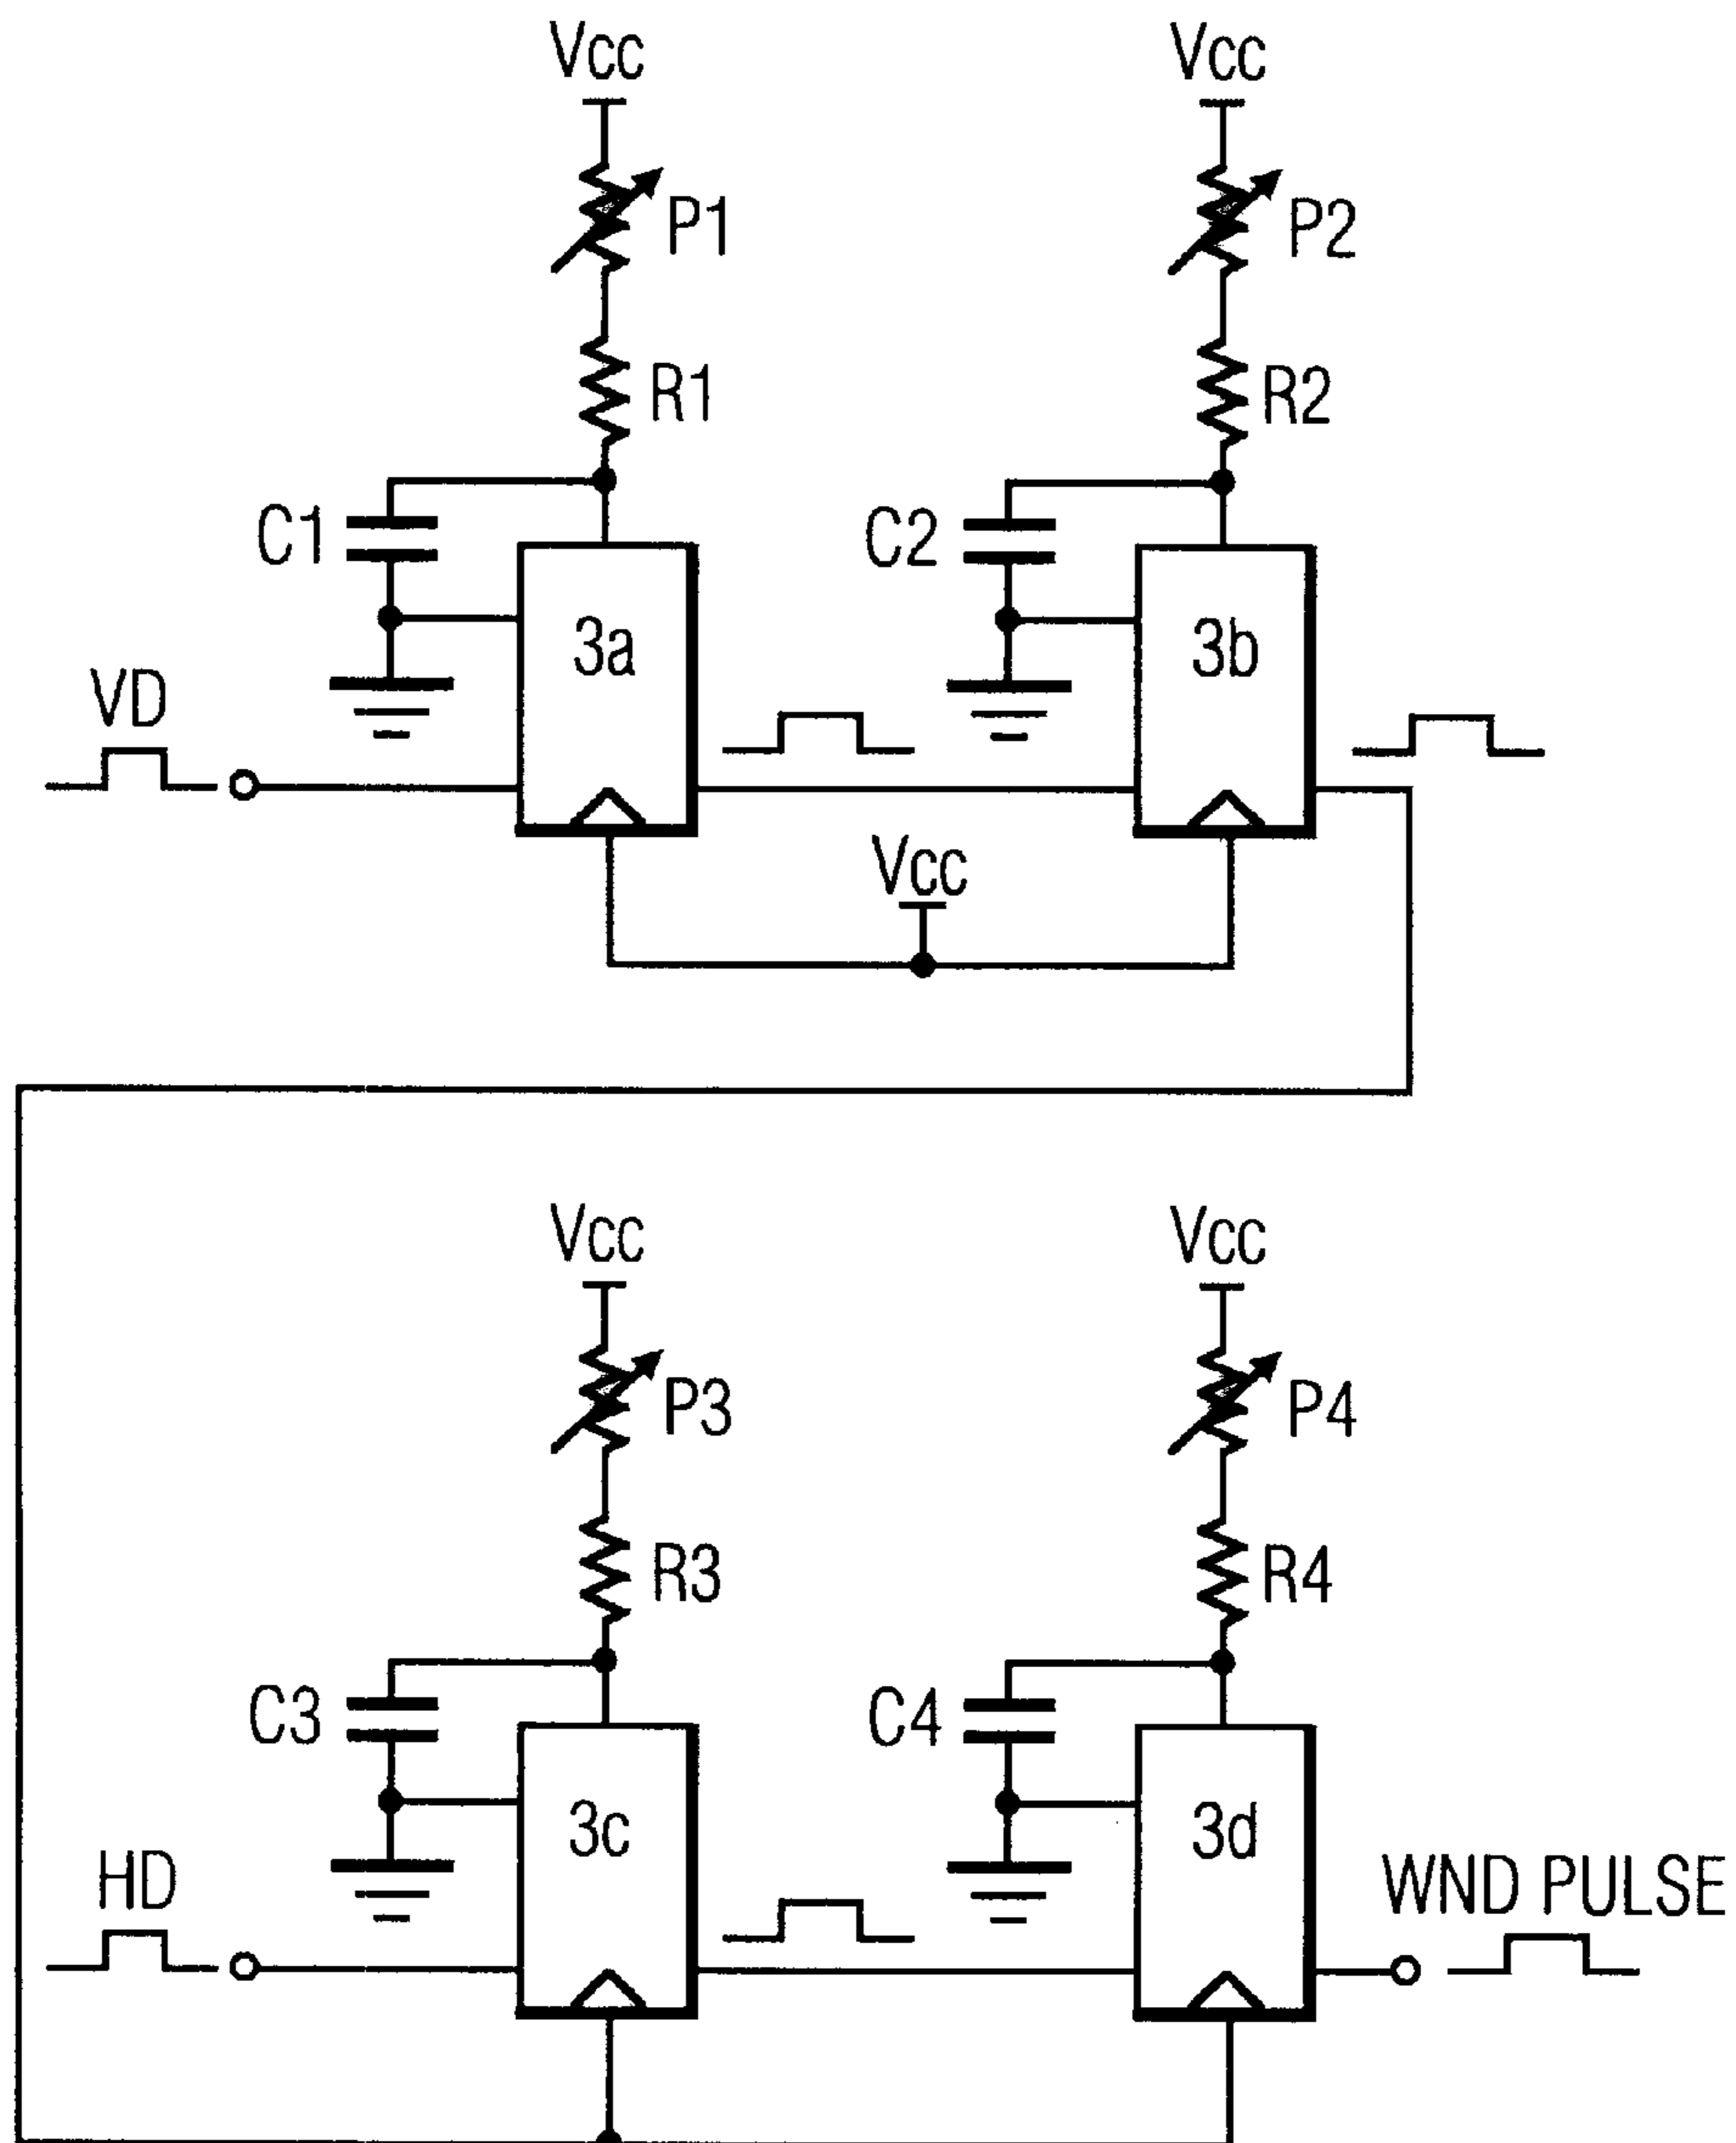 Vcc Vcc
P1 P2
R1 R2
C1 C2
3a 3b
VD
Vcc
Vcc Vcc
P3 P4
R3 R4
C3 C4
3c 3d
HD WND PULSE